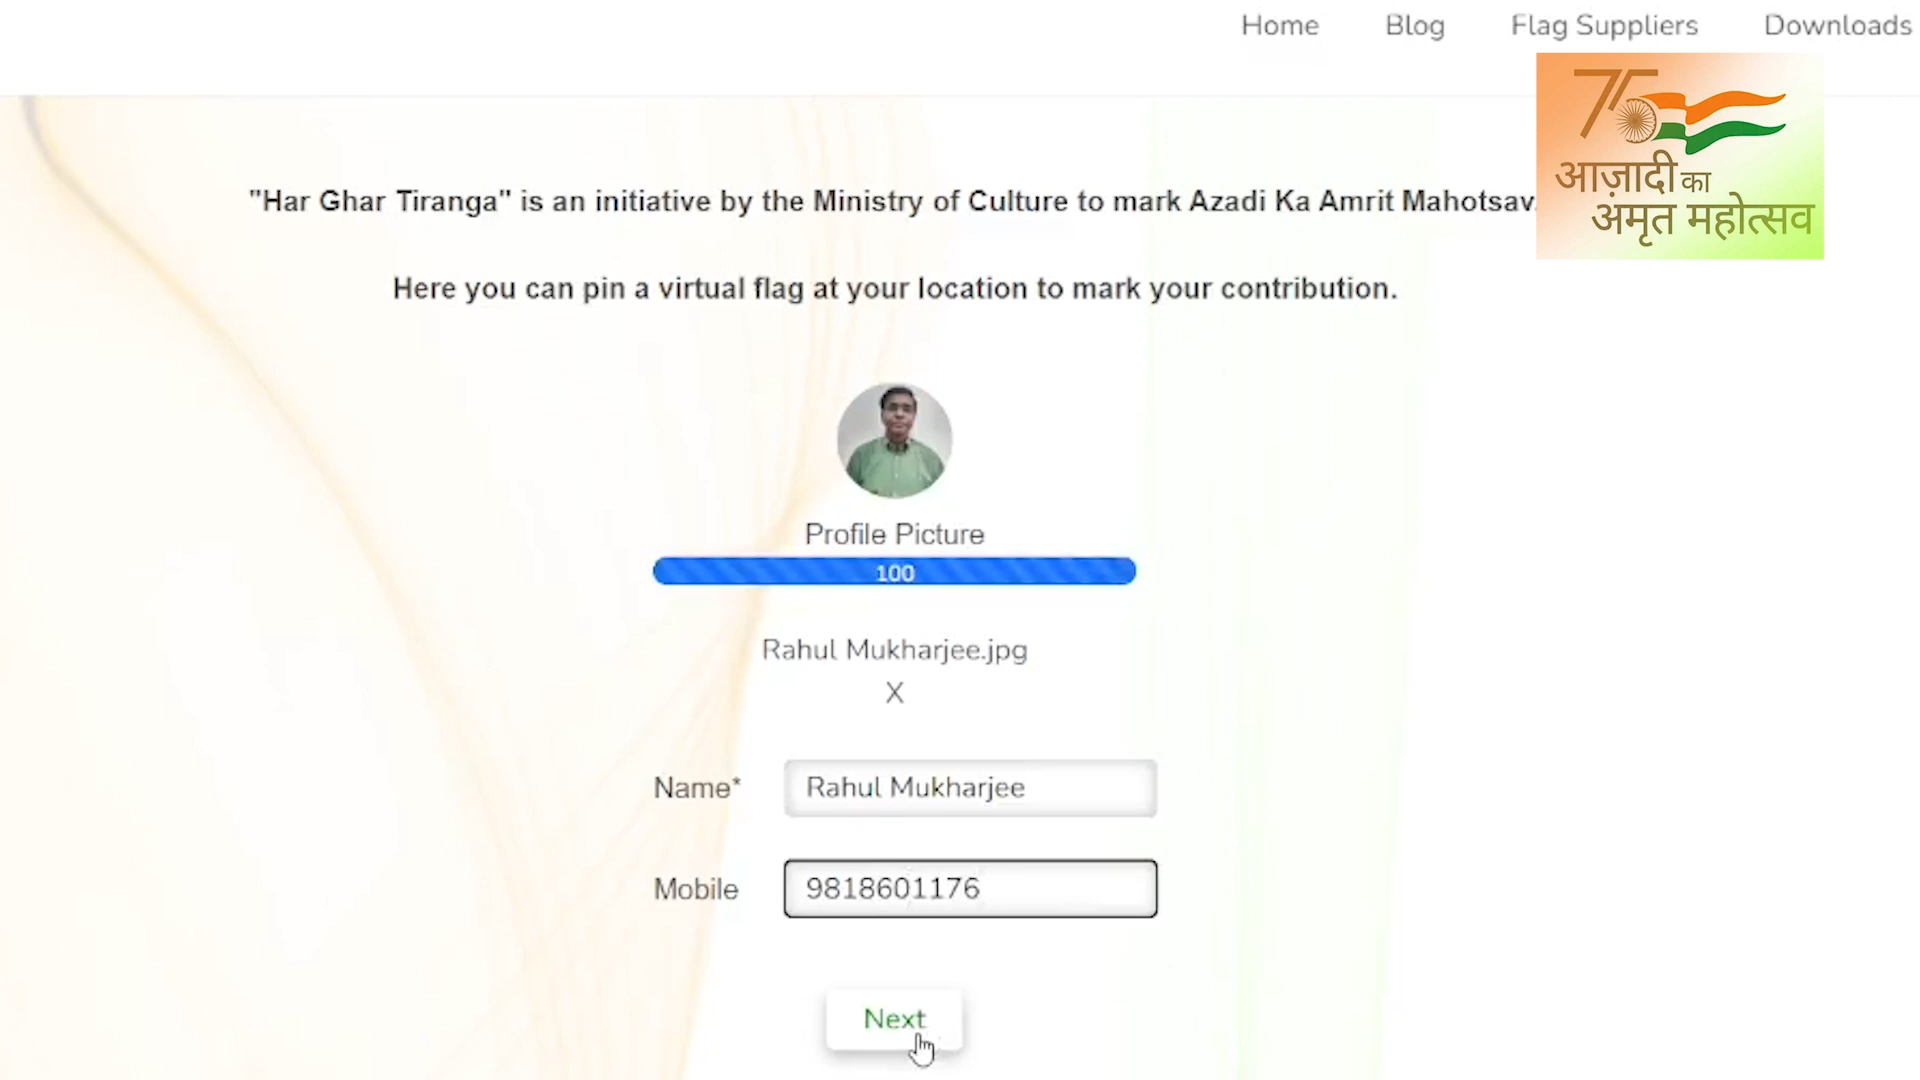 Home Blog Flag Suppliers Downloads
75
आज़ादी का
अमृत महोत्सव
"Har Ghar Tiranga" is an initiative by the Ministry of Culture to mark Azadi Ka Amrit Mahotsav.
Here you can pin a virtual flag at your location to mark your contribution.
Profile Picture
100
Rahul Mukharjee.jpg
X
Name* Rahul Mukharjee
Mobile 9818601176
Next